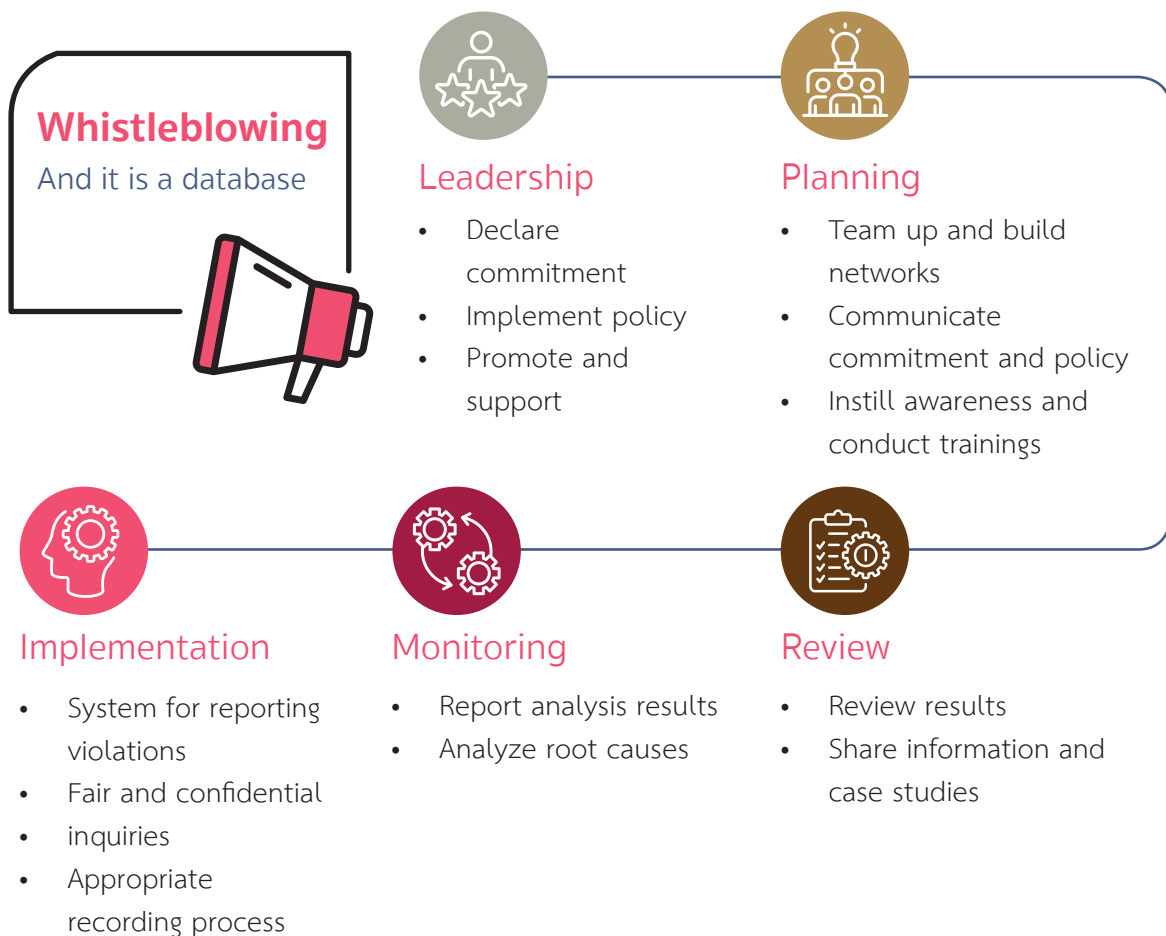 Whistleblowing
And it is a database
Leadership
• Declare
commitment
• Implement policy
• Promote and
support
Planning
• Team up and build
networks
• Communicate
commitment and policy
• Instill awareness and
conduct trainings
Implementation
• System for reporting
violations
• Fair and confidential
• inquiries
• Appropriate
recording process
Monitoring
• Report analysis results
• Analyze root causes
Review
• Review results
• Share information and
case studies